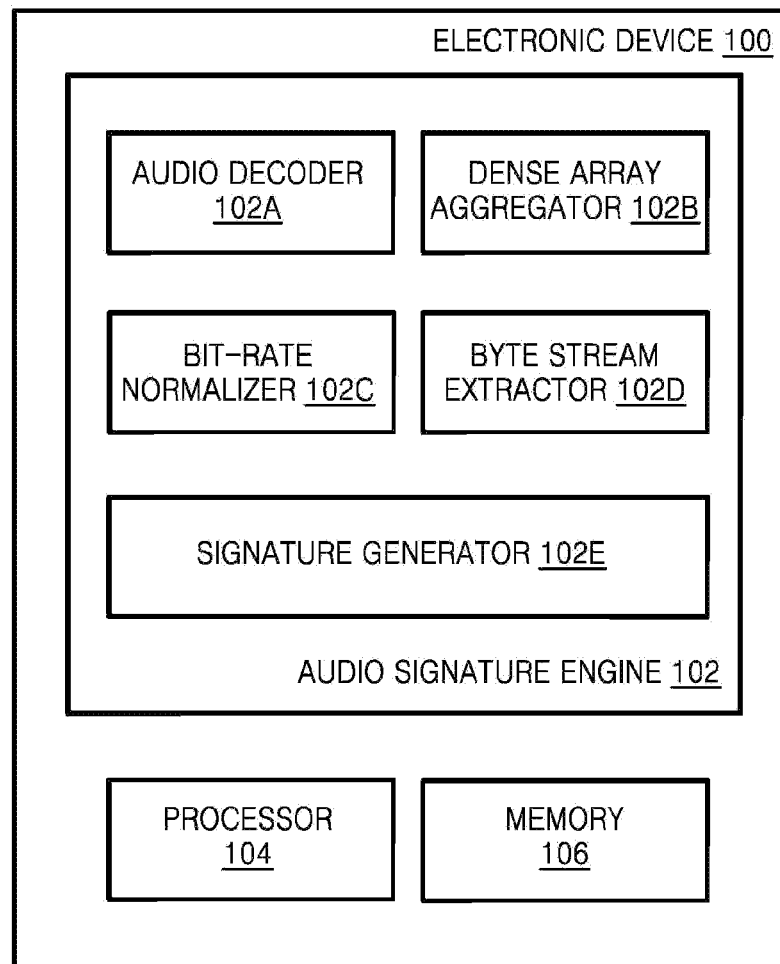 ELECTRONIC DEVICE 100
AUDIO DECODER
102A
DENSE ARRAY
AGGREGATOR 102B
BIT-RATE
NORMALIZER 102C
BYTE STREAM
EXTRACTOR 102D
SIGNATURE GENERATOR 102E
AUDIO SIGNATURE ENGINE 102
PROCESSOR
104
MEMORY
106